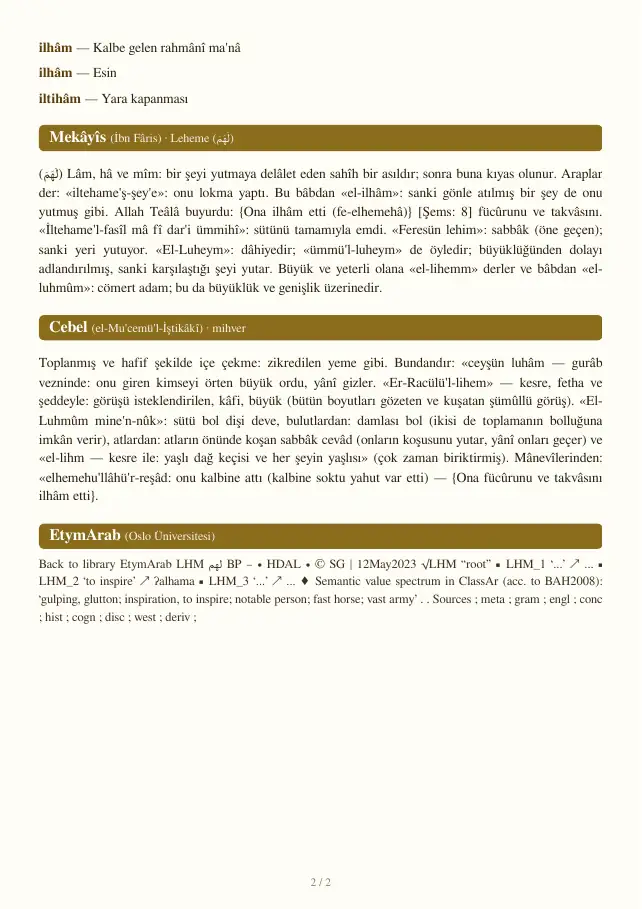 ilhâm — Kalbe gelen rahmânî ma'nâ
ilhâm — Esin
iltihâm — Yara kapanması
Mekâyîs (İbn Fâris) · Leheme (لَهَمَ)
(لَهَمَ) Lâm, hâ ve mîm: bir şeyi yutmaya delâlet eden sahîh bir asıldır; sonra buna kıyas olunur. Araplar
der: «iltehame'ş-şey'e»: onu lokma yaptı. Bu bâbdan «el-ilhâm»: sanki gönle atılmış bir şey de onu
yutmuş gibi. Allah Teâlâ buyurdu: {Ona ilhâm etti (fe-elhemehâ)} [Şems: 8] fücûrunu ve takvâsını.
«İltehame'l-fasîl mâ fî dar'i ümmihî»: sütünü tamamıyla emdi. «Feresün lehim»: sabbâk (öne geçen);
sanki yeri yutuyor. «El-Luheym»: dâhiyedir; «ümmü'l-luheym» de öyledir; büyüklüğünden dolayı
adlandırılmış, sanki karşılaştığı şeyi yutar. Büyük ve yeterli olana «el-lihemm» derler ve bâbdan «el-
luhmûm»: cömert adam; bu da büyüklük ve genişlik üzerinedir.
Cebel (el-Mu'cemü'l-İştikâkî) · mihver
Toplanmış ve hafif şekilde içe çekme: zikredilen yeme gibi. Bundandır: «ceyşün luhâm — gurâb
vezninde: onu giren kimseyi örten büyük ordu, yânî gizler. «Er-Racülü'l-lihem» — kesre, fetha ve
şeddeyle: görüşü isteklendirilen, kâfi, büyük (bütün boyutları gözeten ve kuşatan şümûllü görüş). «El-
Luhmûm mine'n-nûk»: sütü bol dişi deve, bulutlardan: damlası bol (ikisi de toplamanın bolluğuna
imkân verir), atlardan: atların önünde koşan sabbâk cevâd (onların koşusunu yutar, yânî onları geçer) ve
«el-lihm — kesre ile: yaşlı dağ keçisi ve her şeyin yaşlısı» (çok zaman biriktirmiş). Mânevîlerinden:
«elhemehu'llâhü'r-reşâd: onu kalbine attı (kalbine soktu yahut var etti) — {Ona fücûrunu ve takvâsını
ilhâm etti}.
EtymArab (Oslo Üniversitesi)
Back to library EtymArab LHM لهم BP – • HDAL • © SG | 12May2023 √LHM “root” ▪ LHM_1 ‘...’ ↗ ... ▪
LHM_2 ‘to inspire’ ↗ ʔalhama ▪ LHM_3 ‘...’ ↗ ... ♦ Semantic value spectrum in ClassAr (acc. to BAH2008):
‘gulping, glutton; inspiration, to inspire; notable person; fast horse; vast army’ . . Sources ; meta ; gram ; engl ; conc
; hist ; cogn ; disc ; west ; deriv ;
2 / 2